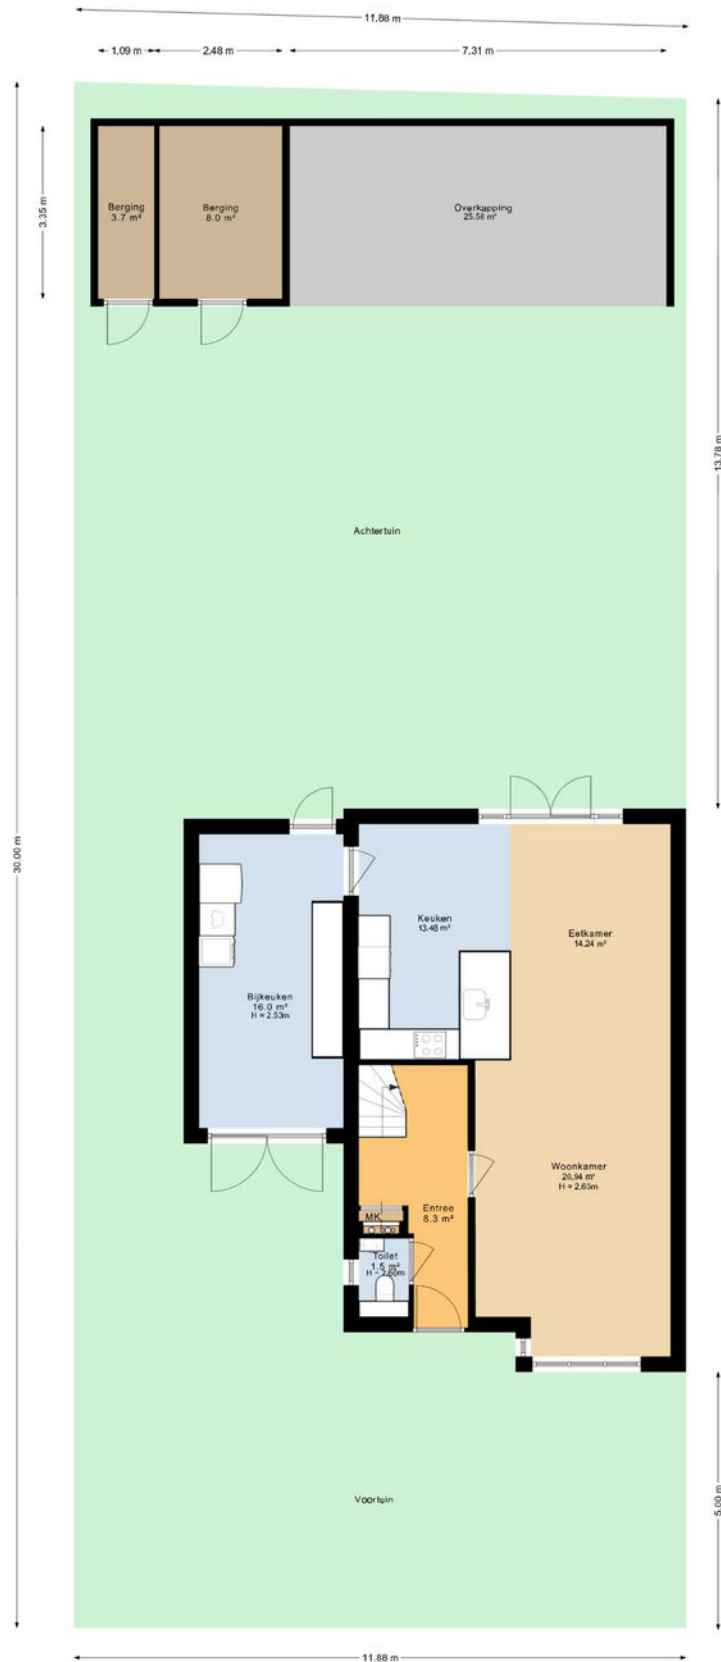 11.88 m
1.09 m
2.48 m
7.31 m
3.35 m
Berging
3.7 m²
Berging
8.0 m²
Overkapping
25.58 m²
13.78 m
Achtertuin
30.00 m
Keuken
13.48 m²
Eetkamer
14.24 m²
Bijkeuken
16.0 m²
H = 2.53m
Woonkamer
20.94 m²
H = 2.63m
Entree
8.3 m²
MK
Toilet
1.5 m²
H = 2.60m
Voortuin
5.00 m
11.88 m